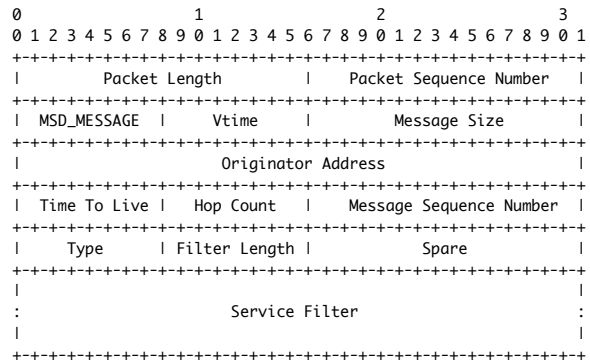 0 1 2 3
0 1 2 3 4 5 6 7 8 9 0 1 2 3 4 5 6 7 8 9 0 1 2 3 4 5 6 7 8 9 0 1
+-+-+-+-+-+-+-+-+-+-+-+-+-+-+-+-+-+-+-+-+-+-+-+-+-+-+-+-+-+-+-+-+
| Packet Length | Packet Sequence Number |
+-+-+-+-+-+-+-+-+-+-+-+-+-+-+-+-+-+-+-+-+-+-+-+-+-+-+-+-+-+-+-+-+
| MSD_MESSAGE | Vtime | Message Size |
+-+-+-+-+-+-+-+-+-+-+-+-+-+-+-+-+-+-+-+-+-+-+-+-+-+-+-+-+-+-+-+-+
| Originator Address |
+-+-+-+-+-+-+-+-+-+-+-+-+-+-+-+-+-+-+-+-+-+-+-+-+-+-+-+-+-+-+-+-+
| Time To Live | Hop Count | Message Sequence Number |
+-+-+-+-+-+-+-+-+-+-+-+-+-+-+-+-+-+-+-+-+-+-+-+-+-+-+-+-+-+-+-+-+
| Type | Filter Length | Spare |
+-+-+-+-+-+-+-+-+-+-+-+-+-+-+-+-+-+-+-+-+-+-+-+-+-+-+-+-+-+-+-+-+
| |
: Service Filter :
| |
+-+-+-+-+-+-+-+-+-+-+-+-+-+-+-+-+-+-+-+-+-+-+-+-+-+-+-+-+-+-+-+-+